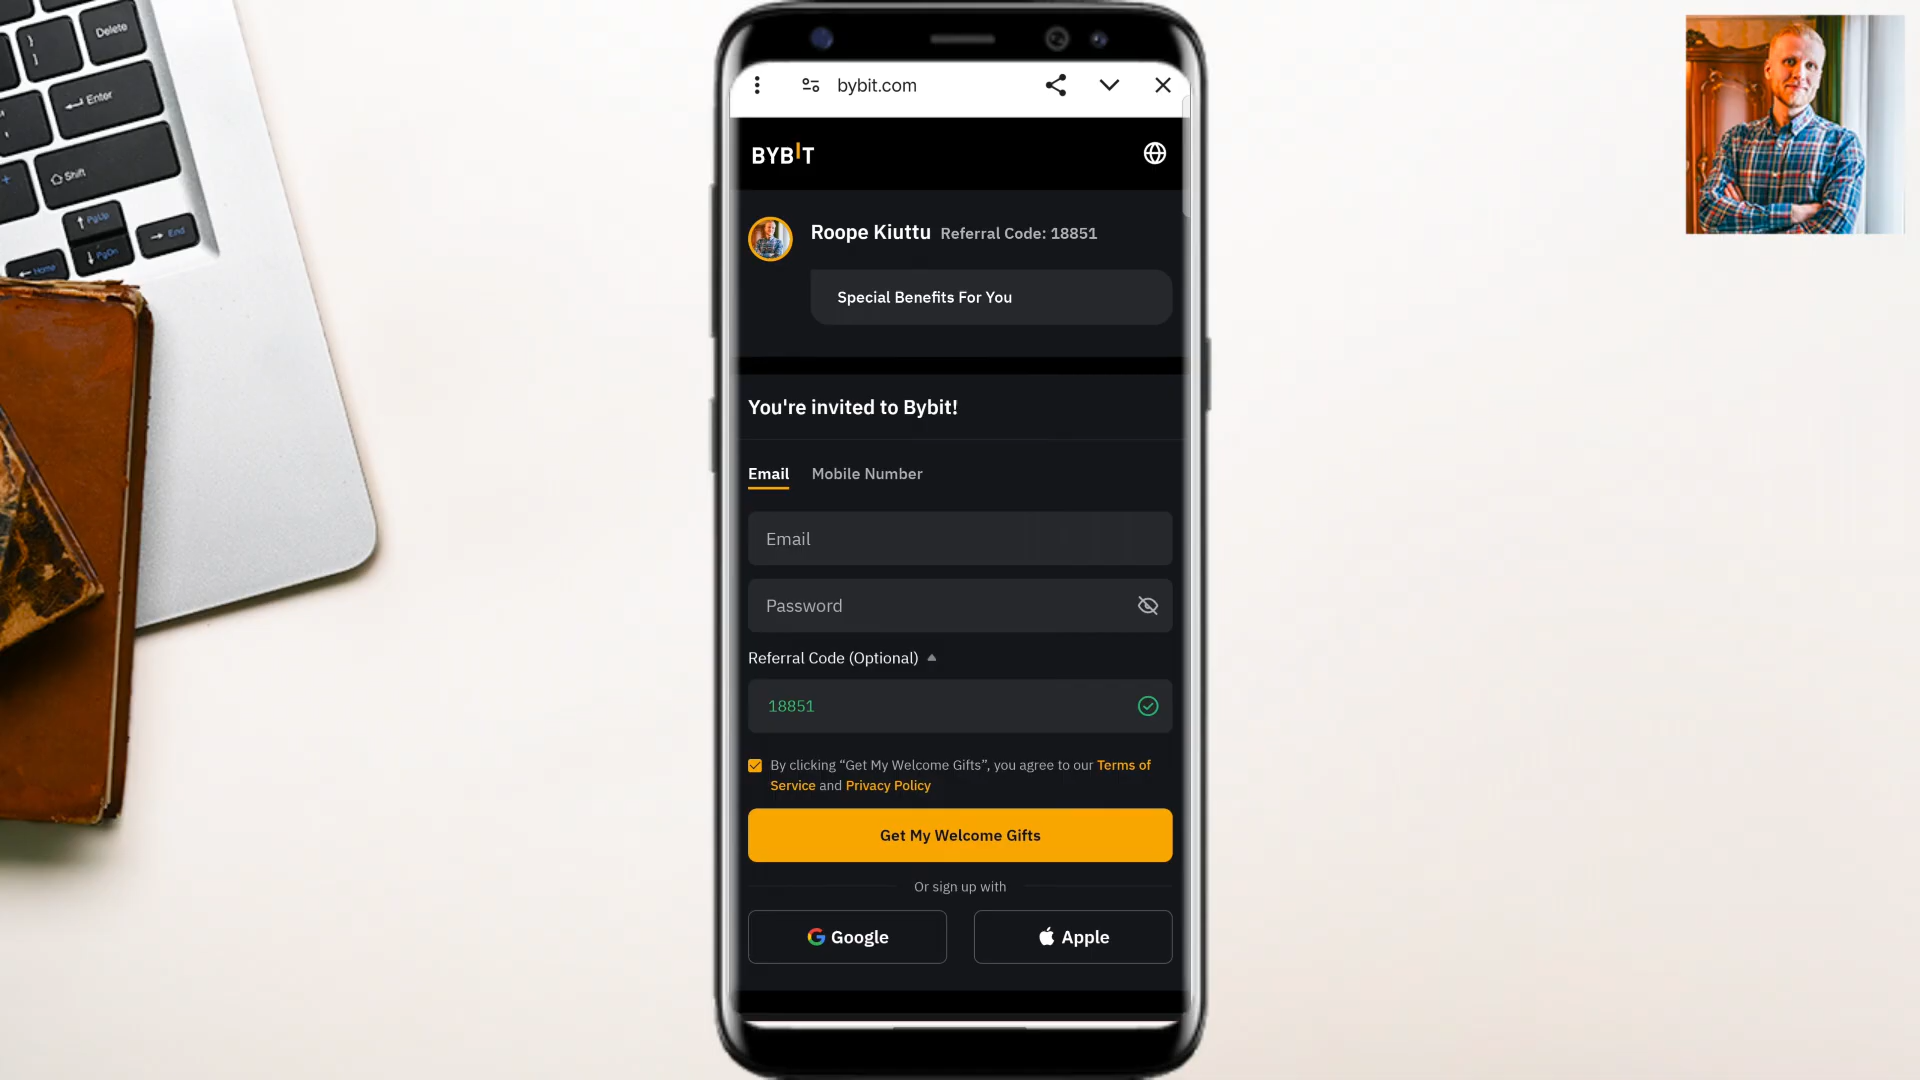 Delete
}
]
Enter
Shift
PgUp
PgDn
End
Home
bybit.com
BYBIT
Roope Kiuttu Referral Code: 18851
Special Benefits For You
You're invited to Bybit!
Email Mobile Number
Email
Password
Referral Code (Optional)
18851
By clicking “Get My Welcome Gifts”, you agree to our Terms of
Service and Privacy Policy
Get My Welcome Gifts
Or sign up with
Google Apple